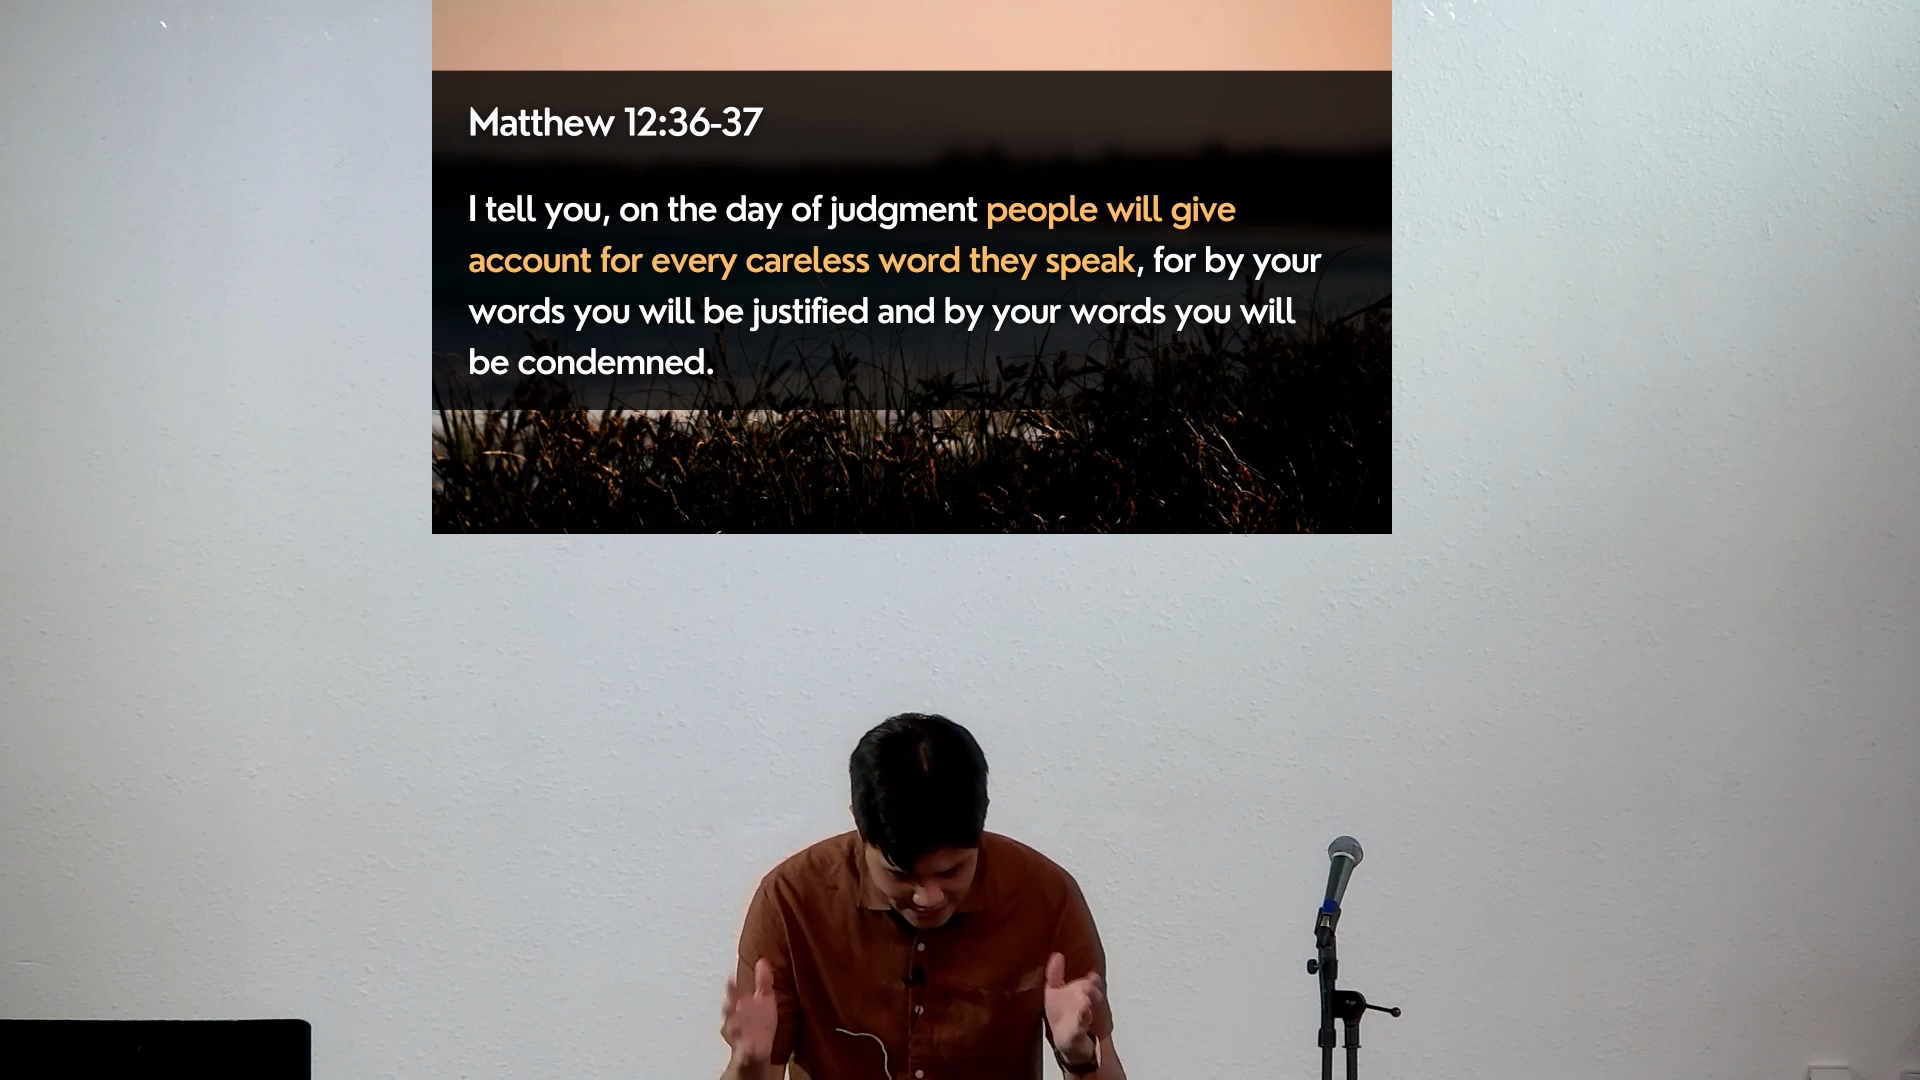 Matthew 12:36-37
I tell you, on the day of judgment people will give
account for every careless word they speak, for by your
words you will be justified and by your words you will
be condemned.